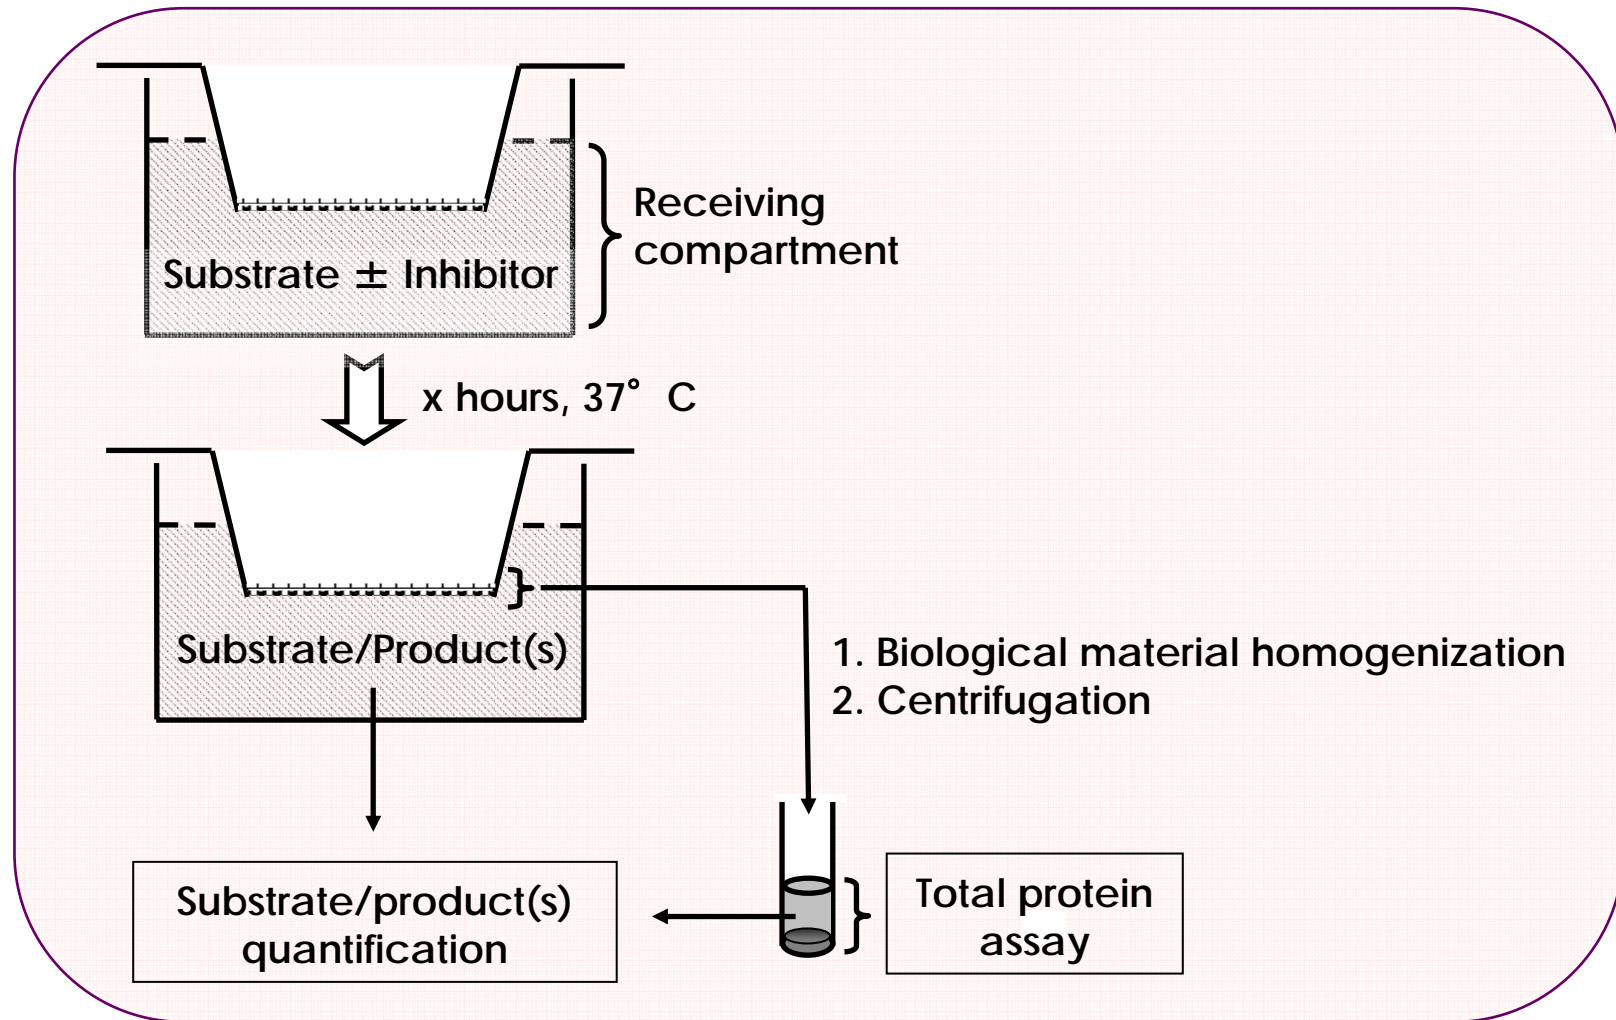 Receiving
compartment
Substrate ± Inhibitor
x hours, 37° C
Substrate/Product(s)
1. Biological material homogenization
2. Centrifugation
Substrate/product(s)
quantification
Total protein
assay